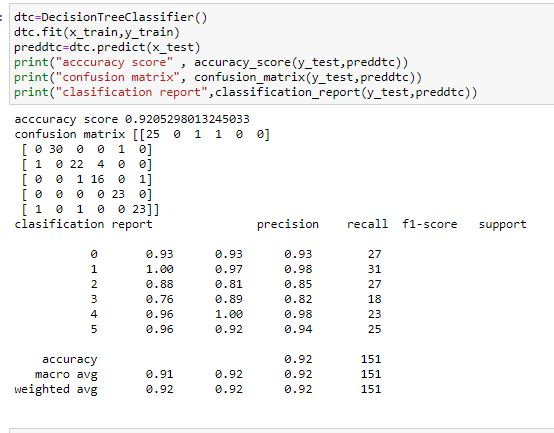 dtc=DecisionTreeClassifier()
dtc.fit(x_train,y_train)
preddtc=dtc.predict(x_test)
print("acccuracy score" , accuracy_score(y_test,preddtc))
print("confusion matrix", confusion_matrix(y_test,preddtc))
print("clasification report",classification_report(y_test,preddtc))
acccuracy score 0.9205298013245033
confusion matrix [[25  0  1  1  0  0]
 [ 0 30  0  0  1  0]
 [ 1  0 22  4  0  0]
 [ 0  0  1 16  0  1]
 [ 0  0  0  0 23  0]
 [ 1  0  1  0  0 23]]
clasification report               precision    recall  f1-score   support
           0       0.93      0.93      0.93        27
           1       1.00      0.97      0.98        31
           2       0.88      0.81      0.85        27
           3       0.76      0.89      0.82        18
           4       0.96      1.00      0.98        23
           5       0.96      0.92      0.94        25
    accuracy                           0.92       151
   macro avg       0.91      0.92      0.92       151
weighted avg       0.92      0.92      0.92       151